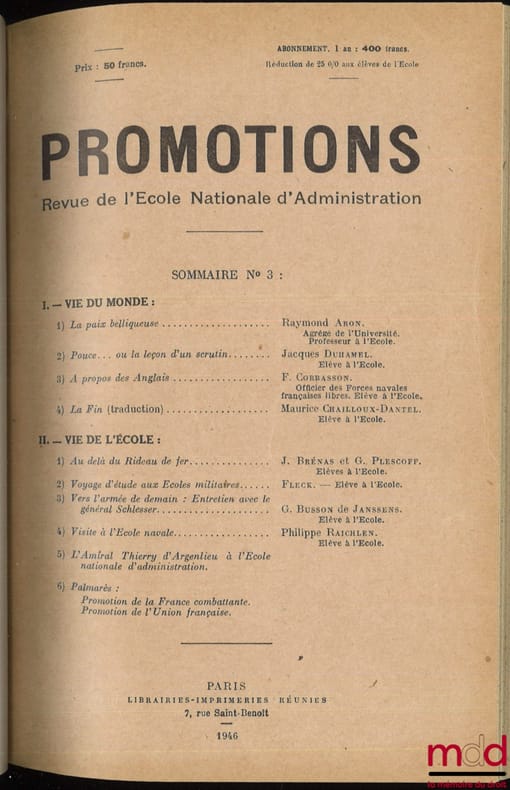 Prix : 50 francs.
ABONNEMENT. 1 an : 400 francs.
Réduction de 25 0/0 aux élèves de l'Ecole
PROMOTIONS
Revue de l'Ecole Nationale d'Administration
SOMMAIRE No 3 :
I. — VIE DU MONDE :
1) La paix belliqueuse .................... Raymond ARON.
Agrégé de l'Université.
Professeur à l'Ecole.
2) Pouce... ou la leçon d'un scrutin........ Jacques DUHAMEL.
Elève à l'Ecole.
3) A propos des Anglais .................. F. CORBASSON.
Officier des Forces navales
françaises libres. Elève à l'Ecole.
4) La Fin (traduction) ................... Maurice CHAILLOUX-DANTEL.
Elève à l'Ecole.
II. — VIE DE L'ÉCOLE :
1) Au delà du Rideau de fer............... J. BRÉNAS et G. PLESCOFF.
Elèves à l'Ecole.
2) Voyage d'étude aux Ecoles militaires...... FLECK. — Elève à l'Ecole.
3) Vers l'armée de demain : Entretien avec le
général Schlesser..................... G. BUSSON de JANSSENS.
Elève à l'Ecole.
4) Visite à l'Ecole navale.................. Philippe RAICHLEN.
Elève à l'Ecole.
5) L'Amiral Thierry d'Argenlieu à l'Ecole
nationale d'administration.
6) Palmarès :
Promotion de la France combattante.
Promotion de l'Union française.
PARIS
LIBRAIRIES-IMPRIMERIES RÉUNIES
7, rue Saint-Benoît
1946
mdd
la mémoire du droit